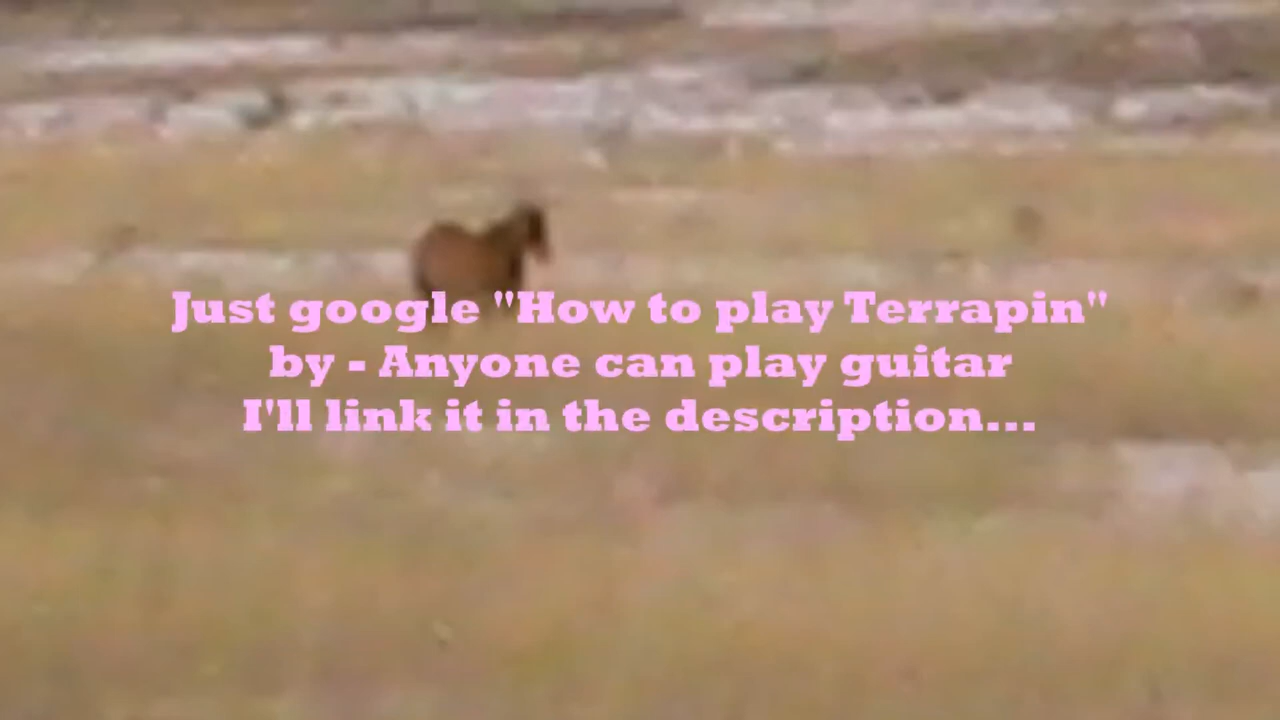 Just google "How to play Terrapin"
by - Anyone can play guitar
I'll link it in the description...